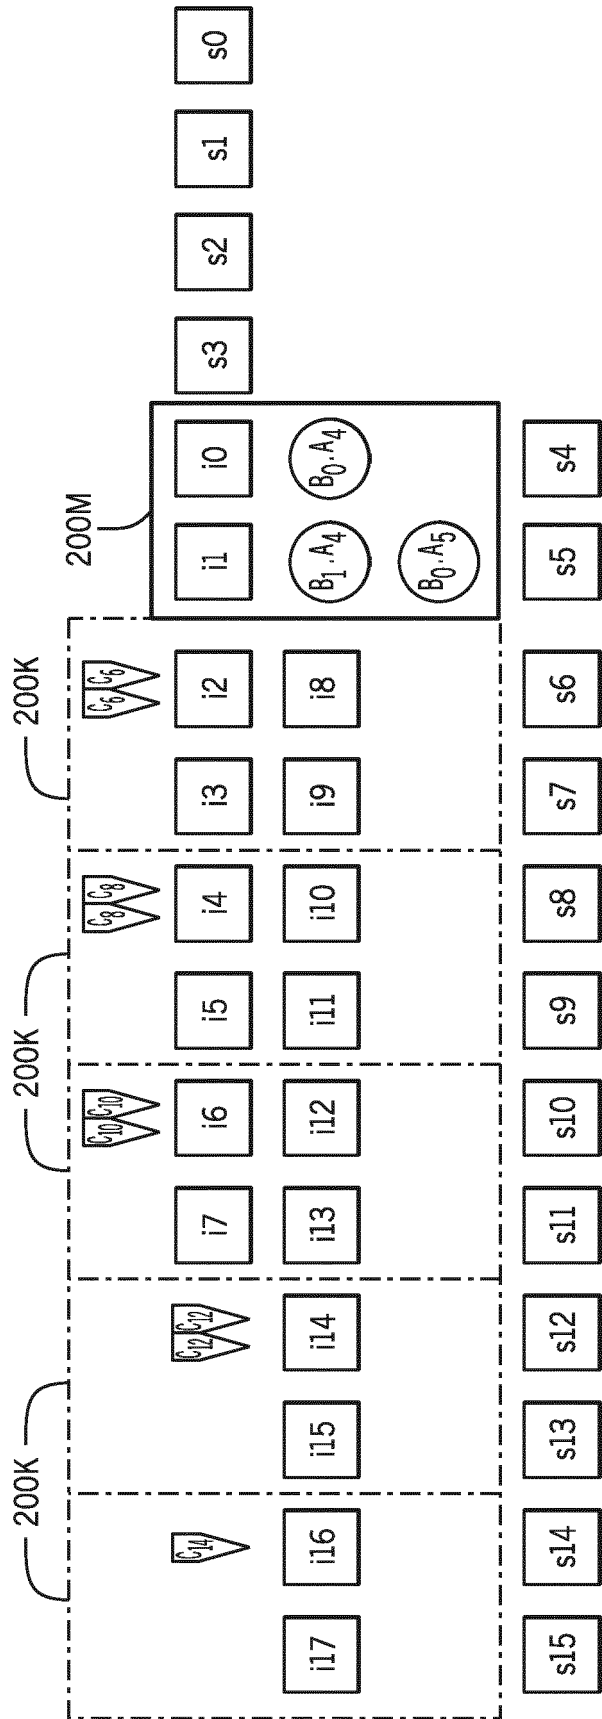 200K 200K 200K
200M
C₁₀ C₁₀ C₈ C₈ C₆ C₆
C₁₄ C₁₂ C₁₂ i7 i6 i5 i4 i3 i2 i1 i0 s3 s2 s1 s0
i17 i16 i15 i14 i13 i12 i11 i10 i9 i8 B₁.A₄ B₀.A₄
B₀.A₅
s15 s14 s13 s12 s11 s10 s9 s8 s7 s6 s5 s4